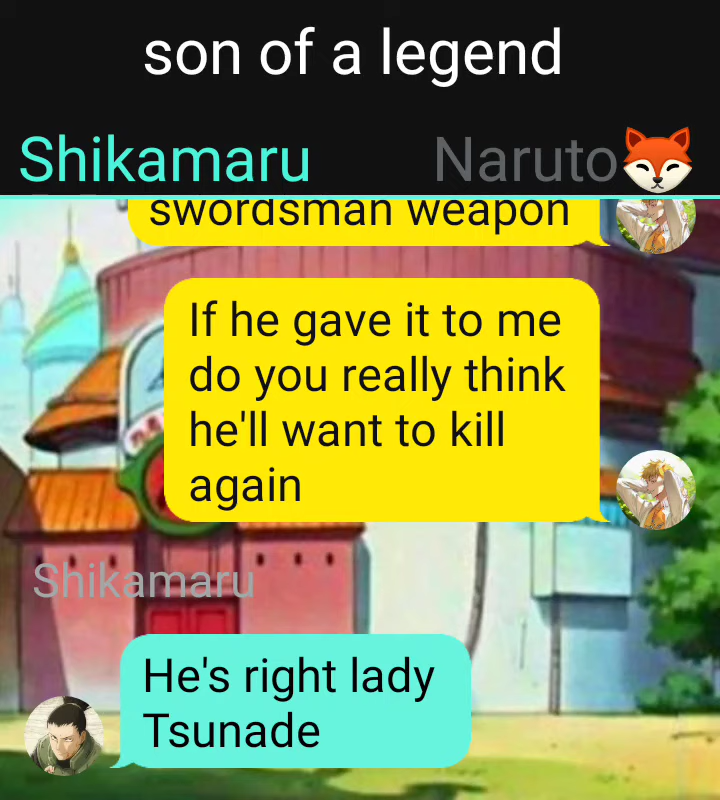 son of a legend
Shikamaru Naruto
swordsman weapon
If he gave it to me
do you really think
he'll want to kill
again
Shikamaru
He's right lady
Tsunade